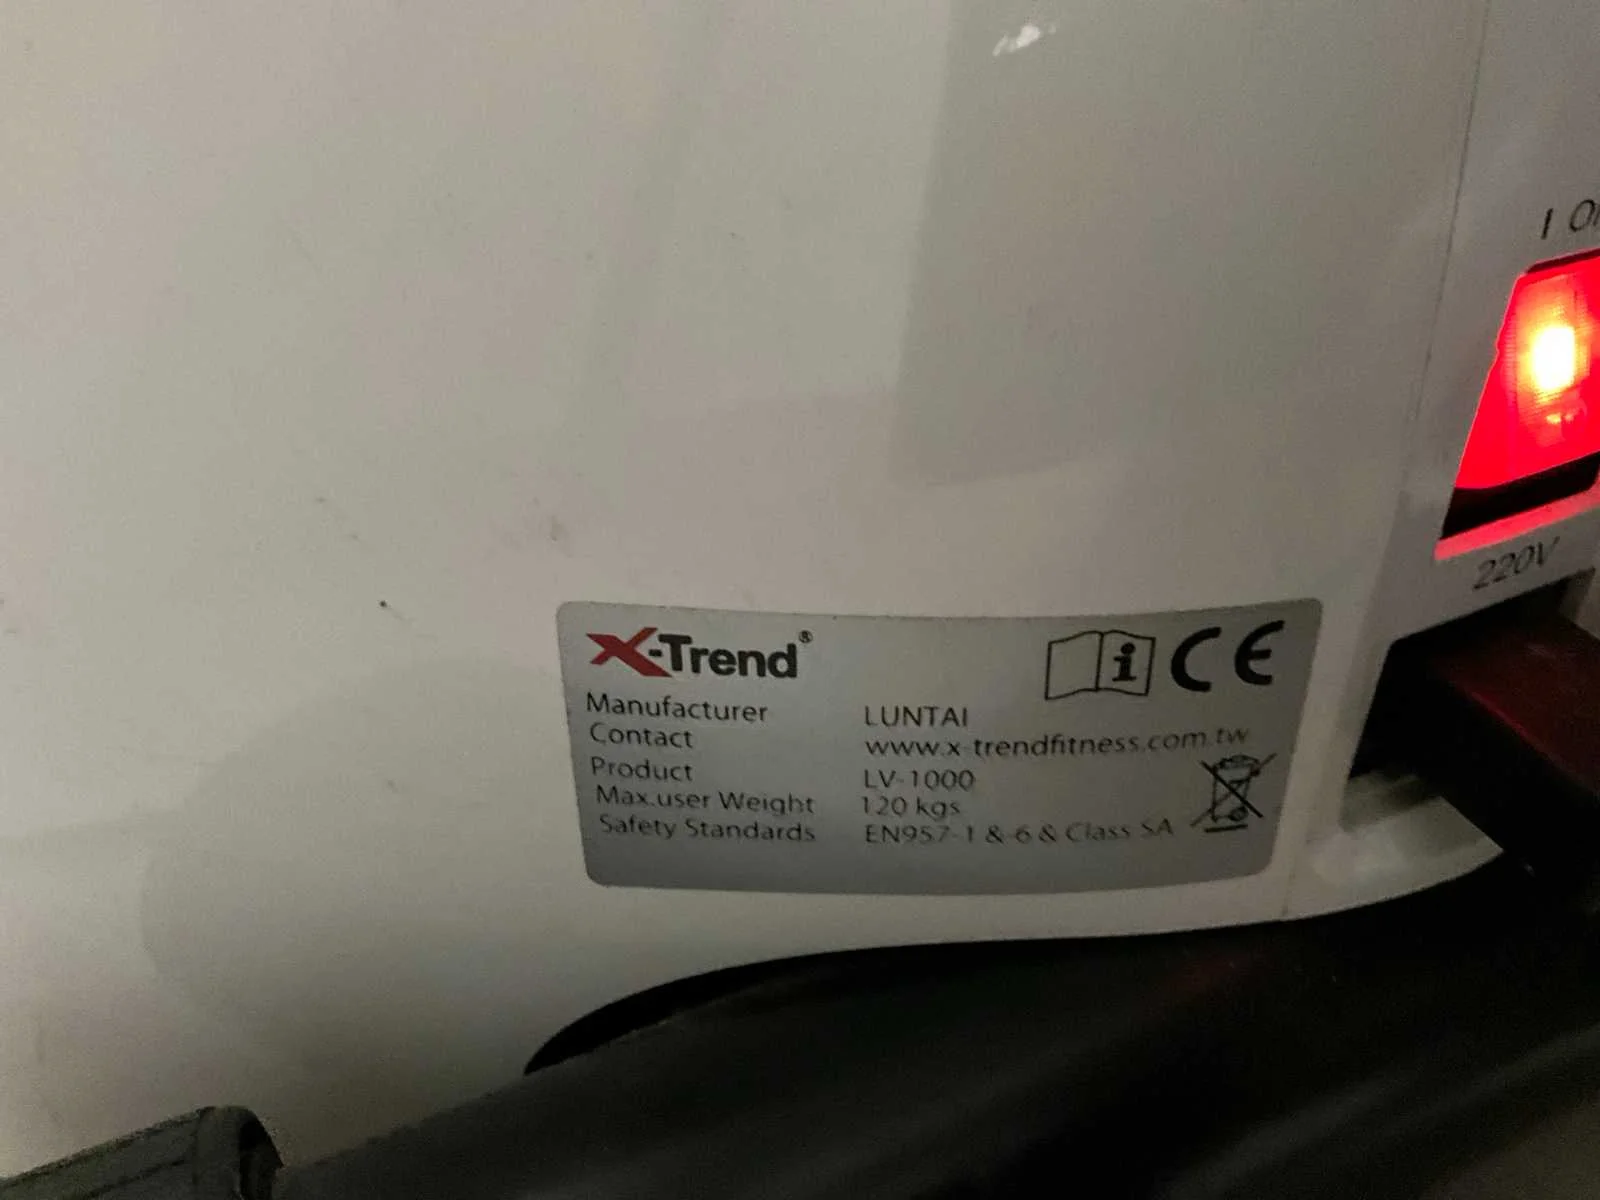 I O
220V
X-Trend®
Manufacturer LUNTAI
Contact www.x-trendfitness.com.tw
Product LV-1000
Max.user Weight 120 kgs
Safety Standards EN957-1 & -6 & Class SA
CE